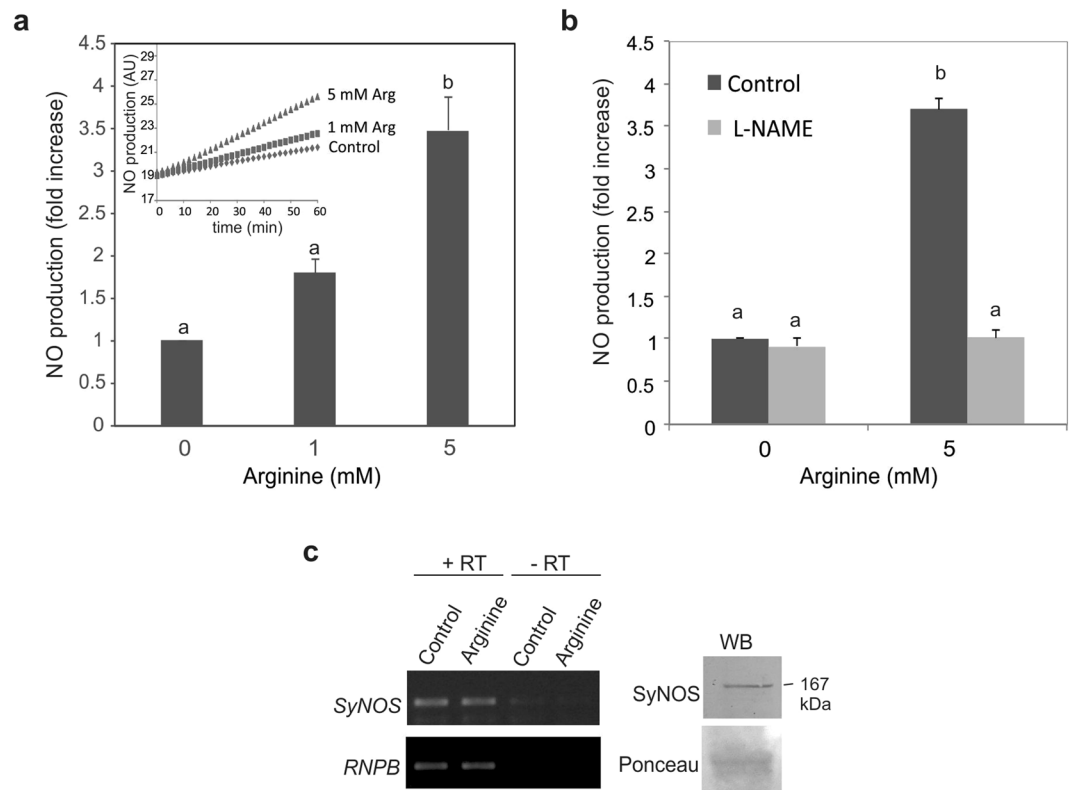 a
NO production (fold increase)
4.5
4
3.5
3
2.5
2
1.5
1
0.5
0
NO production (AU)
29
27
25
23
21
19
17
0 10 20 30 40 50 60
time (min)
5 mM Arg
1 mM Arg
Control
a
a
b
0 1 5
Arginine (mM)
b
NO production (fold increase)
4.5
4
3.5
3
2.5
2
1.5
1
0.5
0
Control
L-NAME
a
a
b
a
0 5
Arginine (mM)
c
+ RT - RT
Control Arginine Control Arginine
SyNOS
RNPB
WB
SyNOS
167
kDa
Ponceau